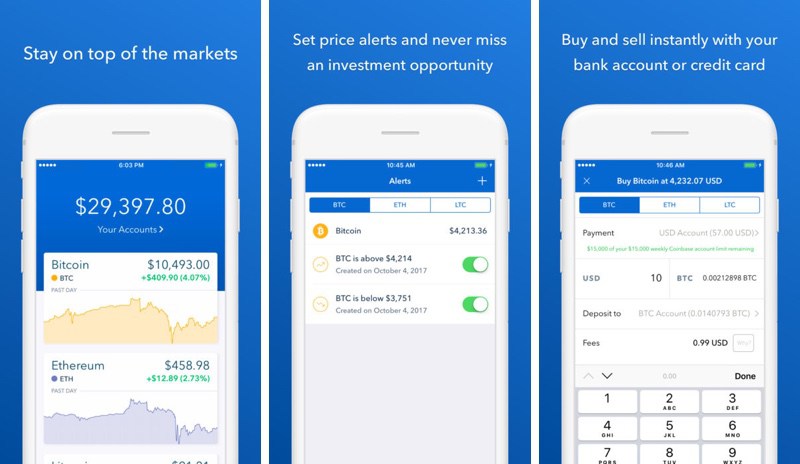 Stay on top of the markets
6:03 PM
$29,397.80
Your Accounts
Bitcoin $10,493.00
BTC +$409.90 (4.07%)
PAST DAY
Ethereum $458.98
ETH +$12.89 (2.73%)
PAST DAY
Set price alerts and never miss
an investment opportunity
10:45 AM
Alerts +
BTC ETH LTC
Bitcoin $4,213.36
BTC is above $4,214
Created on October 4, 2017
BTC is below $3,751
Created on October 4, 2017
Buy and sell instantly with your
bank account or credit card
10:46 AM
Buy Bitcoin at 4,232.07 USD
BTC ETH LTC
Payment USD Account (57.00 USD)
$15,000 of your $15,000 weekly Coinbase account limit remaining
USD 10 BTC 0.00212898 BTC
Deposit to BTC Account (0.0140793 BTC)
Fees 0.99 USD Why?
0.00 Done
1 2 3
ABC DEF
4 5 6
GHI JKL MNO
7 8 9
PQRS TUV WXYZ